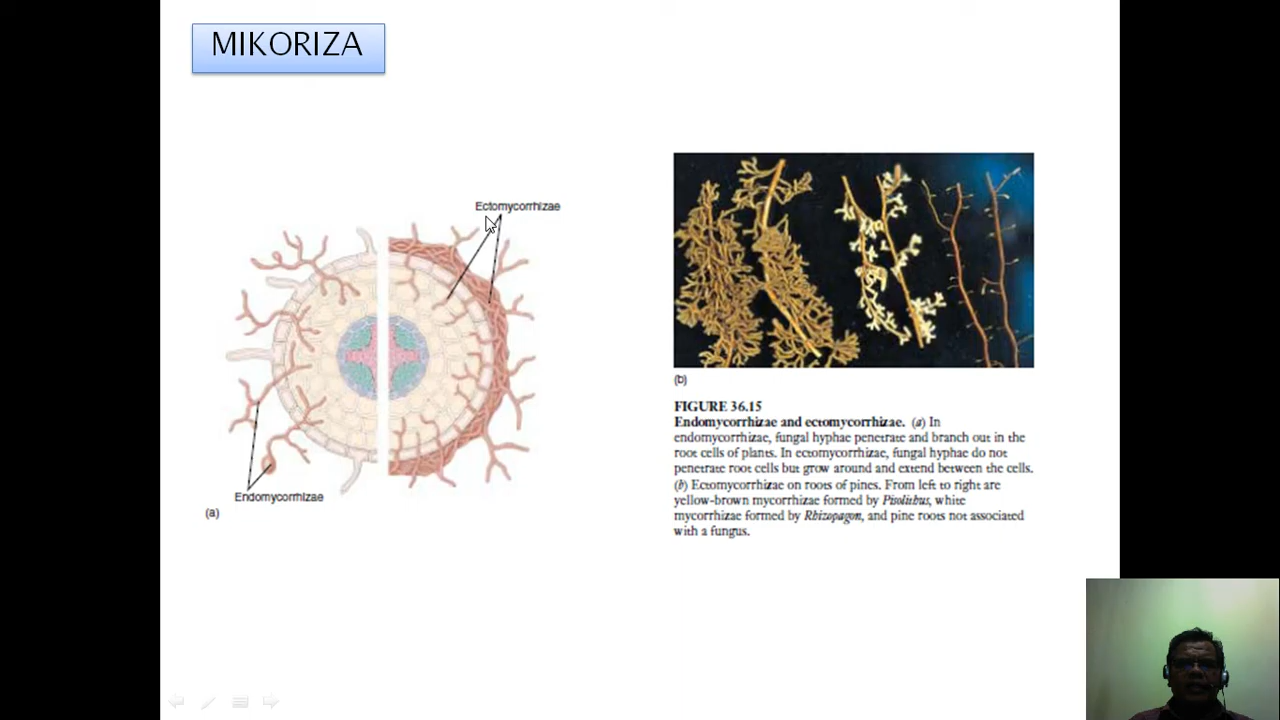 MIKORIZA
Ectomycorrhizae
Endomycorrhizae
(a)
(b)
FIGURE 36.15
Endomycorrhizae and ectomycorrhizae. (a) In
endomycorrhizae, fungal hyphae penetrate and branch out in the
root cells of plants. In ectomycorrhizae, fungal hyphae do not
penetrate root cells but grow around and extend between the cells.
(b) Ectomycorrhizae on roots of pines. From left to right are
yellow-brown mycorrhizae formed by Pisolithus, white
mycorrhizae formed by Rhizopagon, and pine roots not associated
with a fungus.